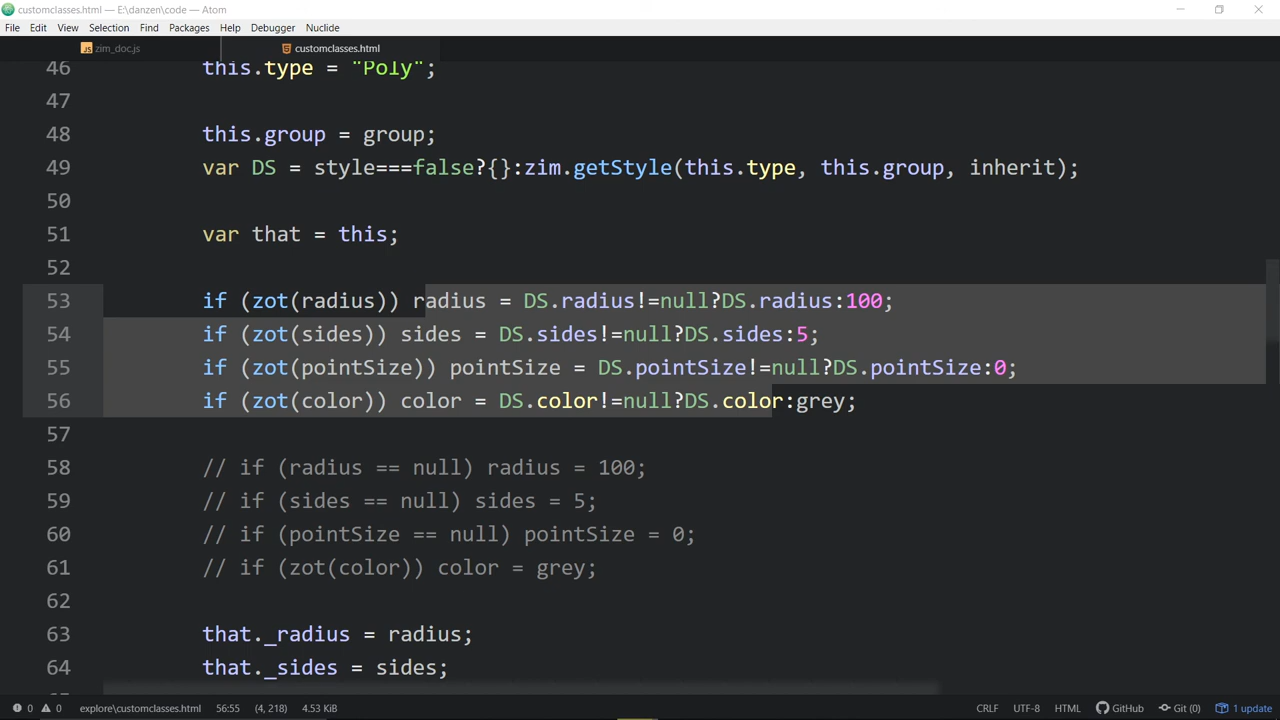 customclasses.html — E:\danzen\code — Atom
File Edit View Selection Find Packages Help Debugger Nuclide
JS zim_doc.js customclasses.html
46 this.type = "Poly";
47
48 this.group = group;
49 var DS = style===false?{}:zim.getStyle(this.type, this.group, inherit);
50
51 var that = this;
52
53 if (zot(radius)) radius = DS.radius!=null?DS.radius:100;
54 if (zot(sides)) sides = DS.sides!=null?DS.sides:5;
55 if (zot(pointSize)) pointSize = DS.pointSize!=null?DS.pointSize:0;
56 if (zot(color)) color = DS.color!=null?DS.color:grey;
57
58 // if (radius == null) radius = 100;
59 // if (sides == null) sides = 5;
60 // if (pointSize == null) pointSize = 0;
61 // if (zot(color)) color = grey;
62
63 that._radius = radius;
64 that._sides = sides;
0 0 explore\customclasses.html 56:55 (4, 218) 4.53 KiB CRLF UTF-8 HTML GitHub Git (0) 1 update